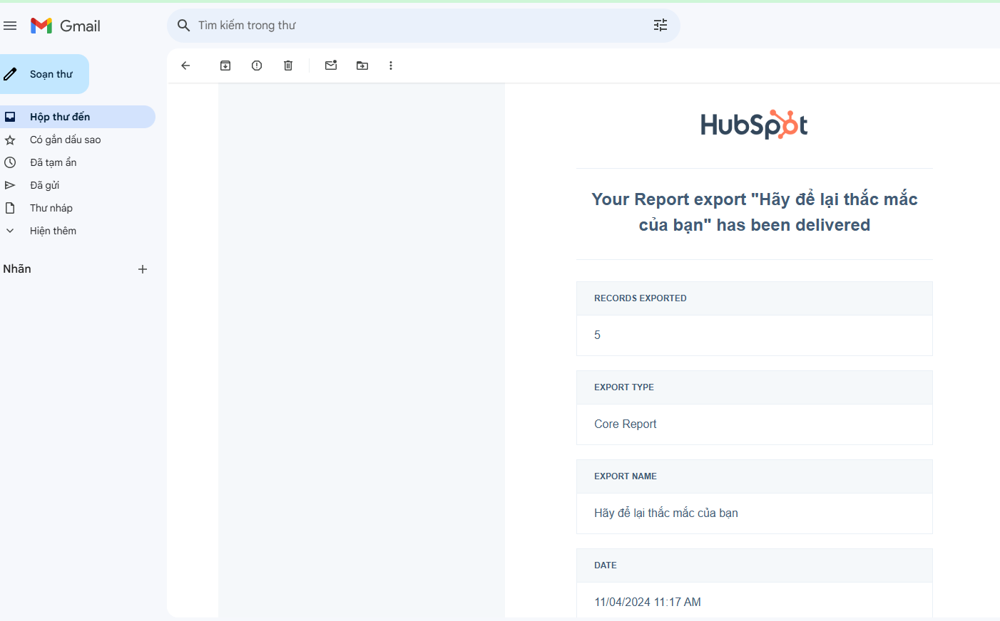 Gmail
Tìm kiếm trong thư
Soạn thư
Hộp thư đến
Có gắn dấu sao
Đã tạm ẩn
Đã gửi
Thư nháp
Hiện thêm
Nhãn
HubSpot
Your Report export "Hãy để lại thắc mắc
của bạn" has been delivered
RECORDS EXPORTED
5
EXPORT TYPE
Core Report
EXPORT NAME
Hãy để lại thắc mắc của bạn
DATE
11/04/2024 11:17 AM